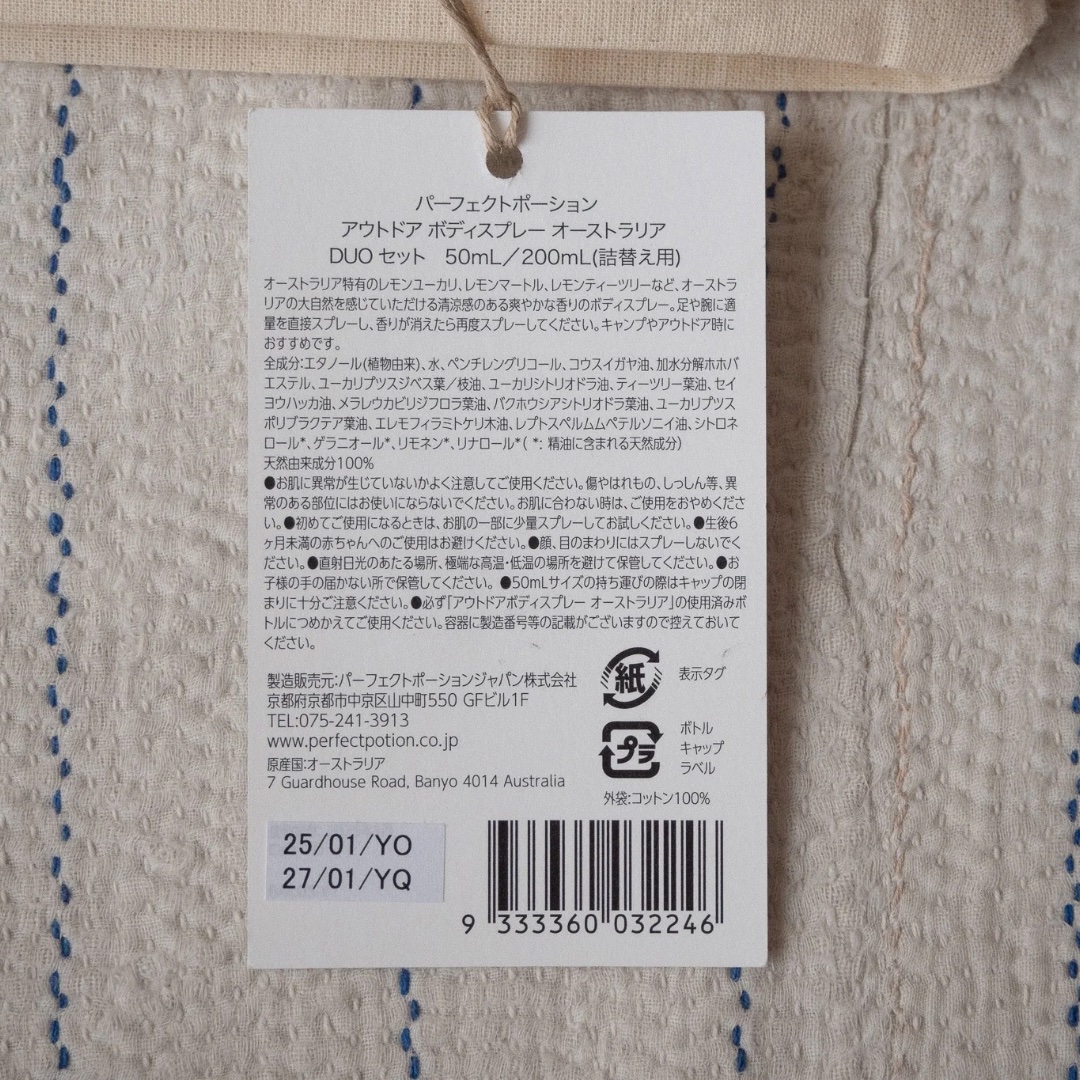 パーフェクトポーション
アウトドア ボディスプレー オーストラリア
DUO セット 50mL／200mL(詰替え用)
オーストラリア特有のレモンユーカリ、レモンマートル、レモンティーツリーなど、オーストラ
リアの大自然を感じていただける清涼感のある爽やかな香りのボディスプレー。足や腕に適
量を直接スプレーし、香りが消えたら再度スプレーしてください。キャンプやアウトドア時に
おすすめです。
全成分:エタノール(植物由来)、水、ペンチレングリコール、コウスイガヤ油、加水分解ホホバ
エステル、ユーカリプツスジベス葉／枝油、ユーカリシトリオドラ油、ティーツリー葉油、セイ
ヨウハッカ油、メラレウカビリジフロラ葉油、バクホウシアシトリオドラ葉油、ユーカリプツス
ポリブラクテア葉油、エレモフィラミトケリ木油、レプトスペルムムペテルソニイ油、シトロネ
ロール*、ゲラニオール*、リモネン*、リナロール*( *: 精油に含まれる天然成分)
天然由来成分100%
●お肌に異常が生じていないかよく注意してご使用ください。傷やはれもの、しっしん等、異
常のある部位にはお使いにならないでください。お肌に合わない時は、ご使用をおやめくださ
い。●初めてご使用になるときは、お肌の一部に少量スプレーしてお試しください。●生後6
ヶ月未満の赤ちゃんへのご使用はお避けください。●顔、目のまわりにはスプレーしないでく
ださい。●直射日光のあたる場所、極端な高温・低温の場所を避けて保管してください。●お
子様の手の届かない所で保管してください。 ●50mLサイズの持ち運びの際はキャップの閉
まりに十分ご注意ください。●必ず「アウトドアボディスプレー オーストラリア」の使用済みボ
トルにつめかえてご使用ください。容器に製造番号等の記載がございますので控えておいて
ください。
製造販売元:パーフェクトポーションジャパン株式会社
京都府京都市中京区山中町550 GFビル1F
TEL:075-241-3913
www.perfectpotion.co.jp
原産国:オーストラリア
7 Guardhouse Road, Banyo 4014 Australia
紙
表示タグ
プラ
ボトル
キャップ
ラベル
外袋:コットン100%
25/01/YO
27/01/YQ
9 333360 032246